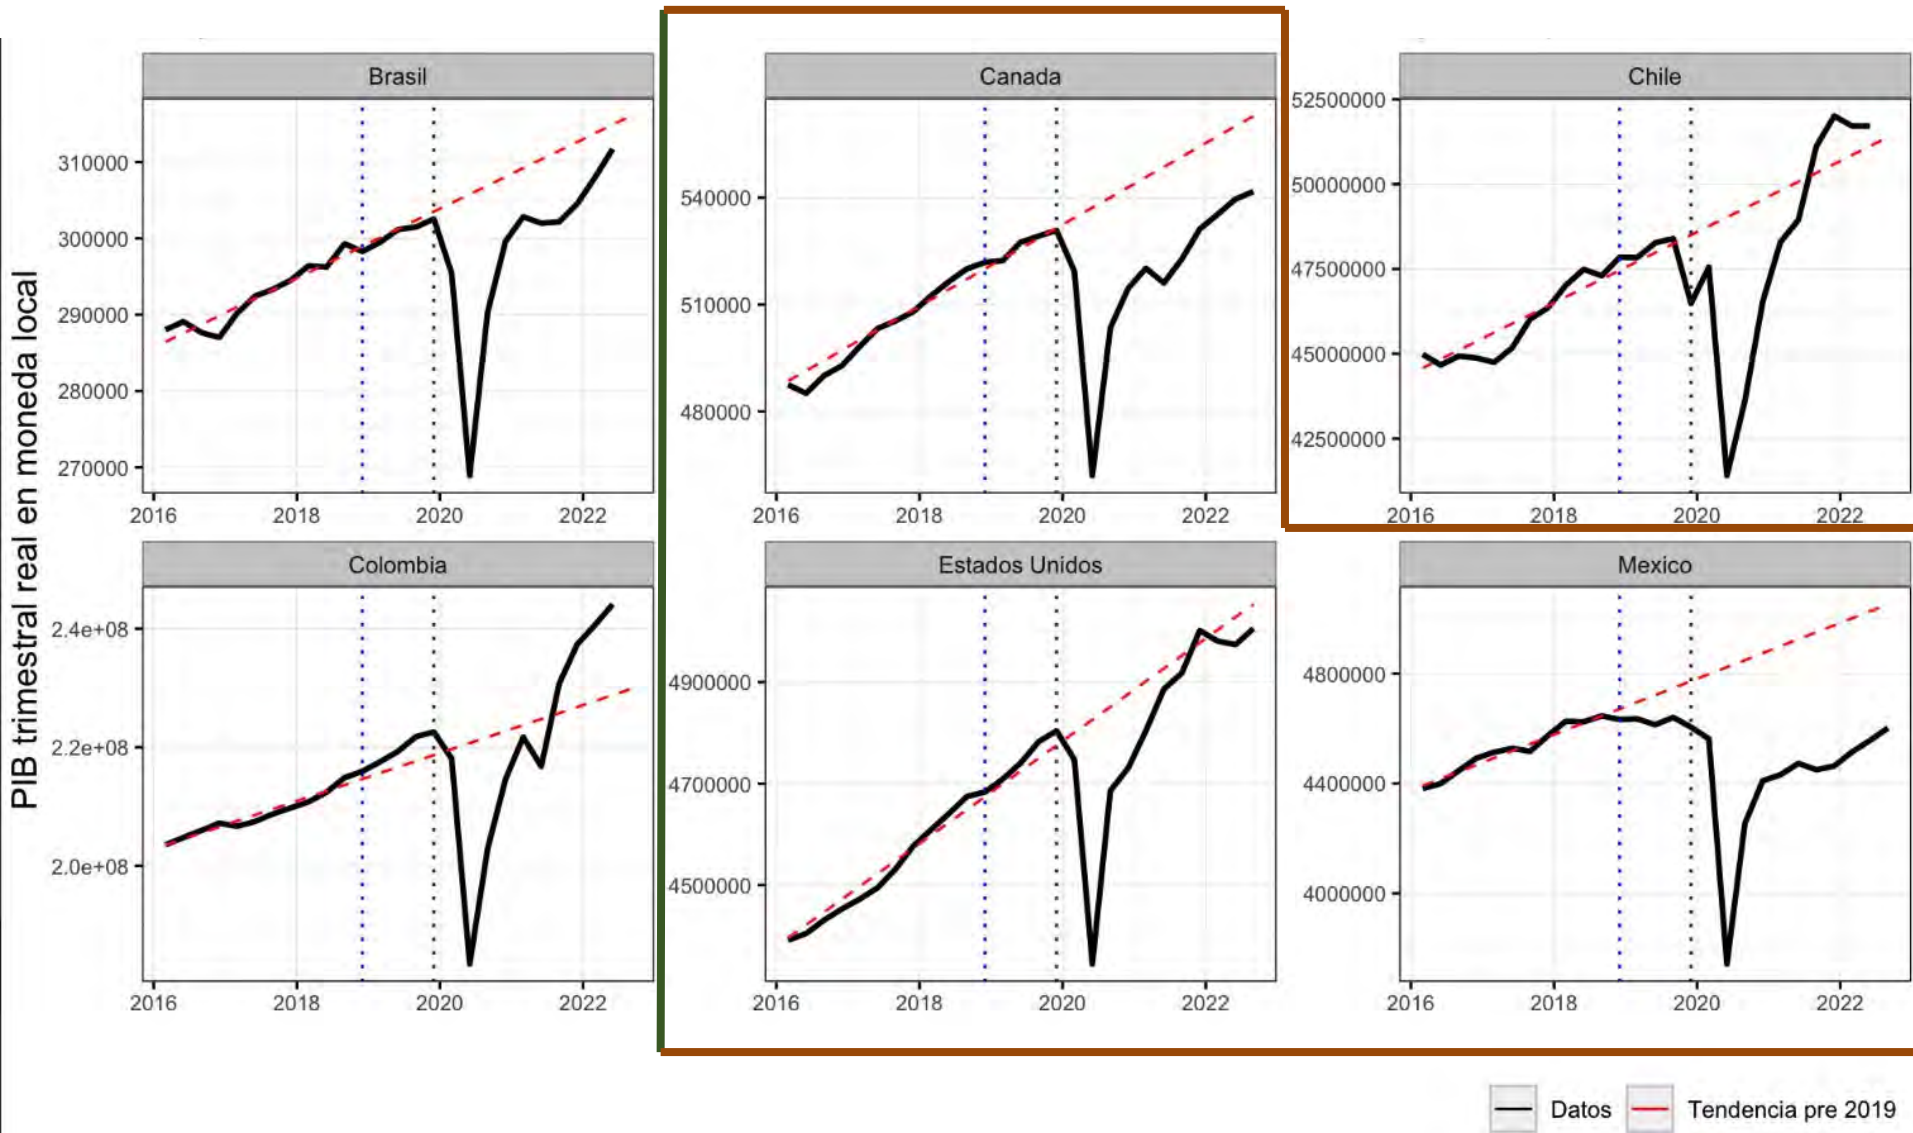 PIB trimestral real en moneda local
Brasil
310000
300000
290000
280000
270000
2016 2018 2020 2022
Canada
540000
510000
480000
2016 2018 2020 2022
Chile
52500000
50000000
47500000
45000000
42500000
2016 2018 2020 2022
Colombia
2.4e+08
2.2e+08
2.0e+08
2016 2018 2020 2022
Estados Unidos
4900000
4700000
4500000
2016 2018 2020 2022
Mexico
4800000
4400000
4000000
2016 2018 2020 2022
Datos Tendencia pre 2019